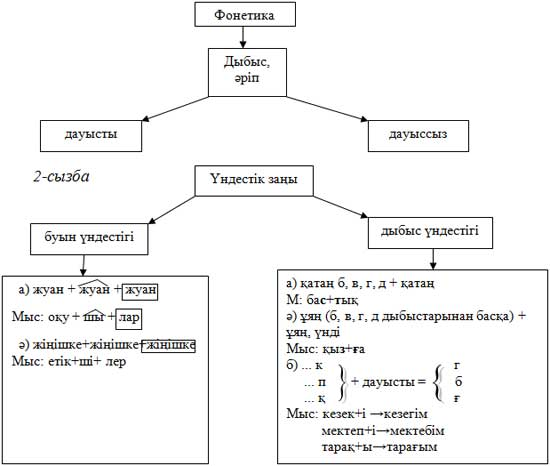 Фонетика
Дыбыс,
әріп
дауысты
дауыссыз
2-сызба
Үндестік заңы
буын үндестігі
дыбыс үндестігі
а) жуан + жуан + жуан
Мыс: оқу + шы + лар
ә) жіңішке+жіңішке+жіңішке
Мыс: етік+ші+ лер
а) қатаң б, в, г, д + қатаң
М: бас+тық
ә) ұяң (б, в, г, д дыбыстарынан басқа) +
ұяң, үнді
Мыс: қыз+ға
б) ... к г
... п } + дауысты = { б
... қ ғ
Мыс: кезек+і →кезегім
мектеп+і→мектебім
тарақ+ы→тарағым